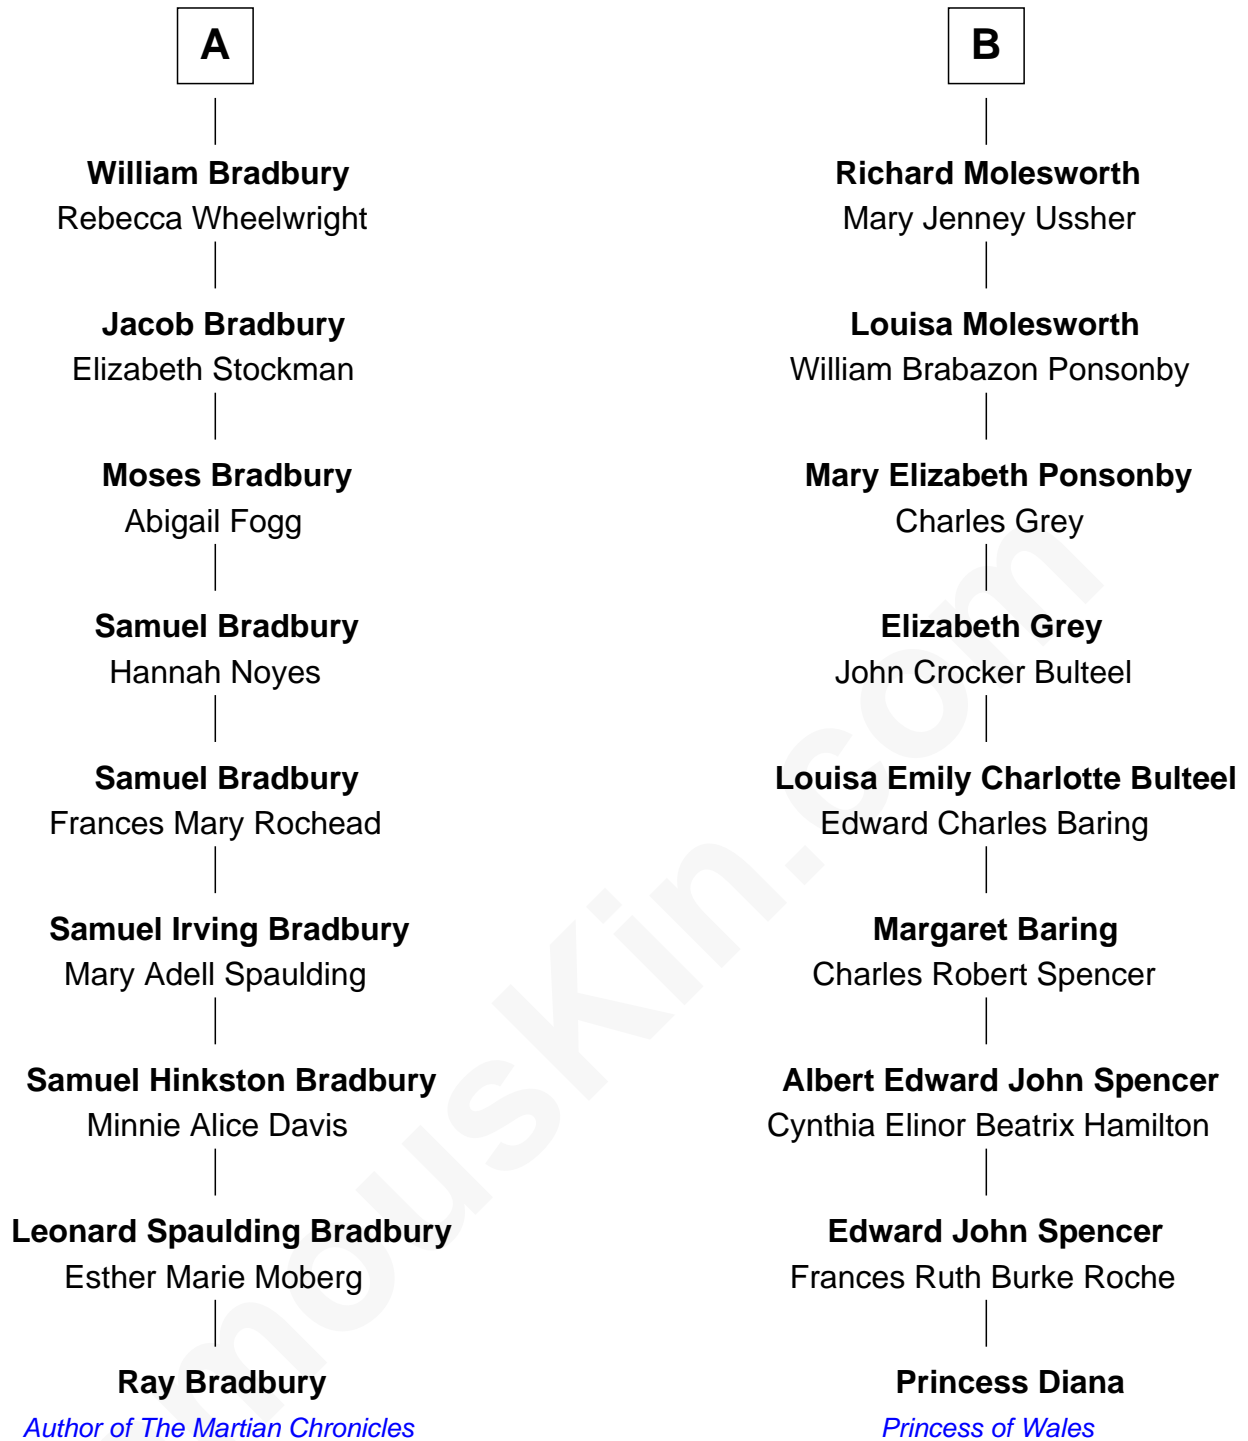 A
William Bradbury
Rebecca Wheelwright
Jacob Bradbury
Elizabeth Stockman
Moses Bradbury
Abigail Fogg
Samuel Bradbury
Hannah Noyes
Samuel Bradbury
Frances Mary Rochead
Samuel Irving Bradbury
Mary Adell Spaulding
Samuel Hinkston Bradbury
Minnie Alice Davis
Leonard Spaulding Bradbury
Esther Marie Moberg
Ray Bradbury
Author of The Martian Chronicles
B
Richard Molesworth
Mary Jenney Ussher
Louisa Molesworth
William Brabazon Ponsonby
Mary Elizabeth Ponsonby
Charles Grey
Elizabeth Grey
John Crocker Bulteel
Louisa Emily Charlotte Bulteel
Edward Charles Baring
Margaret Baring
Charles Robert Spencer
Albert Edward John Spencer
Cynthia Elinor Beatrix Hamilton
Edward John Spencer
Frances Ruth Burke Roche
Princess Diana
Princess of Wales
mousKin.com